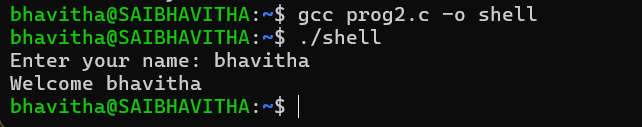 bhavitha@SAIBHAVITHA:~$ gcc prog2.c -o shell
bhavitha@SAIBHAVITHA:~$ ./shell
Enter your name: bhavitha
Welcome bhavitha
bhavitha@SAIBHAVITHA:~$